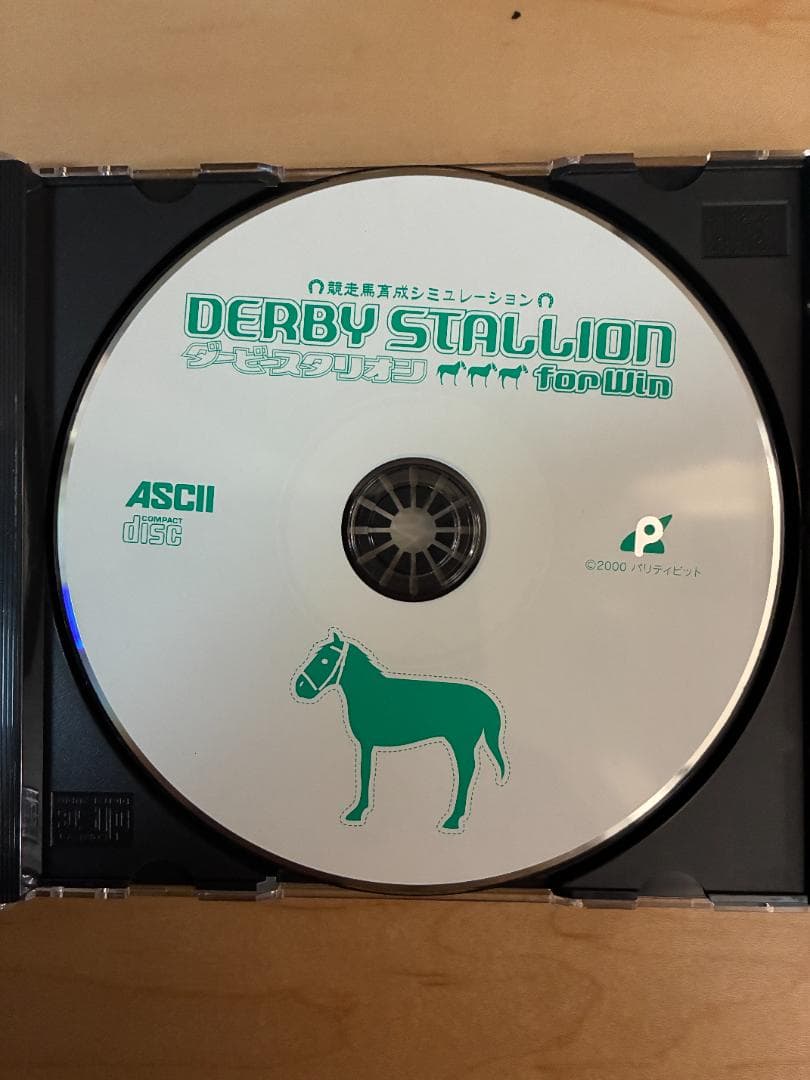 競走馬育成シミュレーション
DERBY STALLION
ダービースタリオン for Win
ASCII
COMPACT
disc
P
©2000 パリティビット